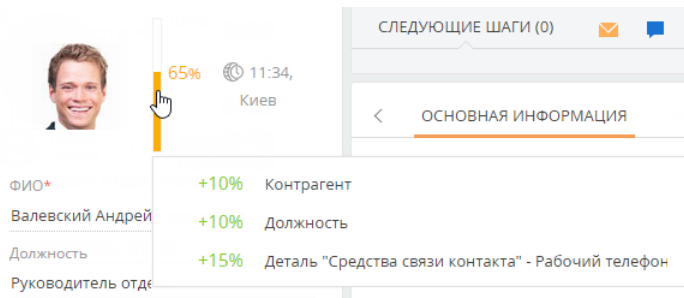 СЛЕДУЮЩИЕ ШАГИ (0)
65%
11:34,
Киев
ОСНОВНАЯ ИНФОРМАЦИЯ
ФИО*
Валевский Андрей
Должность
Руководитель отде
+10% Контрагент
+10% Должность
+15% Деталь "Средства связи контакта" - Рабочий телефон